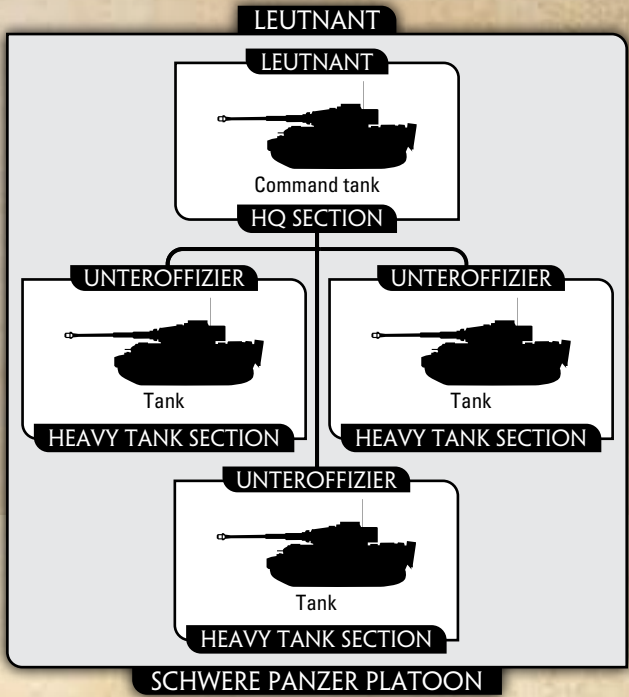 LEUTNANT
LEUTNANT
Command tank
HQ SECTION
UNTEROFFIZIER
Tank
HEAVY TANK SECTION
UNTEROFFIZIER
Tank
HEAVY TANK SECTION
UNTEROFFIZIER
Tank
HEAVY TANK SECTION
SCHWERE PANZER PLATOON